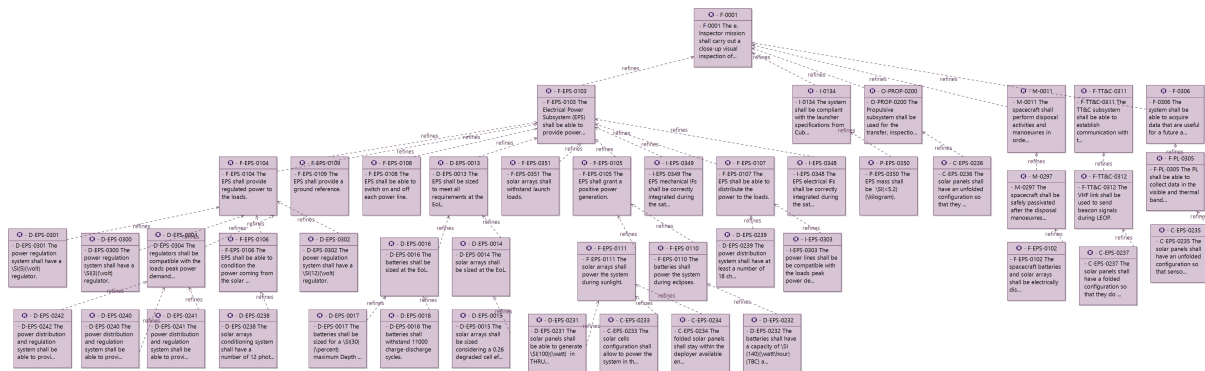 R - F-0001
- F-0001 The e.
Inspector mission
shall carry out a
close-up visual
inspection of...
refines
refines
refines
refines
refines
refines
R - F-EPS-0103
- F-EPS-0103 The
Electrical Power
Subsystem (EPS)
shall be able to
provide power...
R - I-0134
- I-0134 The system
shall be compliant
with the launcher
specifications from
Cub...
R - O-PROP-0200
- O-PROP-0200 The
Propulsive
subsystem shall be
used for the
transfer, inspectio...
R - M-0011
- M-0011 The
spacecraft shall
perform disposal
activities and
manoeuvres in
orde...
R - F-TT&C-0311
- F-TT&C-0311 The
TT&C subsystem
shall be able to
establish
communication with
t...
R - F-0306
- F-0306 The
system shall be
able to acquire
data that are useful
for a future a...
refines
refines
refines
refines
refines
refines
refines
refines
refines
R - F-EPS-0104
- F-EPS-0104 The
EPS shall provide
regulated power to
the loads.
R - F-EPS-0109
- F-EPS-0109 The
EPS shall provide a
ground reference.
R - F-EPS-0108
- F-EPS-0108 The
EPS shall be able to
switch on and off
each power line.
R - D-EPS-0013
- D-EPS-0013 The
EPS shall be sized
to meet all
requirements at the
EoL.
R - F-EPS-0351
- F-EPS-0351 The
solar arrays shall
withstand launch
loads.
R - F-EPS-0105
- F-EPS-0105 The
EPS shall grant a
positive power
generation.
R - I-EPS-0349
- I-EPS-0349 The
EPS mechanical IFs
shall be correctly
integrated during
the sat...
R - F-EPS-0107
- F-EPS-0107 The
EPS shall be able to
distribute the
power to the loads.
R - I-EPS-0348
- I-EPS-0348 The
EPS electrical IFs
shall be correctly
integrated during
the sat...
R - P-EPS-0350
- P-EPS-0350 The
EPS mass shall be
\SI{<5.2}
{\kilogram}.
R - C-EPS-0236
- C-EPS-0236 The
solar panels shall
have an unfolded
configuration so
that they ...
R - M-0297
- M-0297 The
spacecraft shall be
safely passivated
after the disposal
manoeuvres.
R - F-TT&C-0312
- F-TT&C-0312 The
VHF link shall be
used to send
beacon signals
during LEOP.
R - F-PL-0305
- F-PL-0305 The PL
shall be able to
collect data in the
visible and thermal
band...
R - D-EPS-0301
- D-EPS-0301 The
power regulation
system shall have a
\SI{5}{\volt}
regulator.
R - D-EPS-0300
- D-EPS-0300 The
power regulation
system shall have a
\SI{3}{\volt}
regulator.
- D-EPS-0304
regulators shall be
compatible with the
loads peak power
demand...
R - F-EPS-0106
- F-EPS-0106 The
EPS shall be able to
condition the
power coming from
the solar ...
R - D-EPS-0302
- D-EPS-0302 The
power regulation
system shall have a
\SI{12}{\volt}
regulator.
R - D-EPS-0016
- D-EPS-0016 The
batteries shall be
sized at the EoL.
R - D-EPS-0014
- D-EPS-0014 The
solar arrays shall
be sized at the EoL
R - F-EPS-0111
- F-EPS-0111 The
solar arrays shall
power the system
during sunlight
R - F-EPS-0110
- F-EPS-0110 The
batteries shall
power the system
during eclipses.
R - D-EPS-0239
- D-EPS-0239 The
power distribution
system shall have at
least a number of
18 ch...
R - I-EPS-0303
- I-EPS-0303 The
power lines shall be
compatible with
the loads peak
power de...
R - F-EPS-0102
- F-EPS-0102 The
spacecraft batteries
and solar arrays
shall be electrically
dis...
R - C-EPS-0237
- C-EPS-0237 The
solar panels shall
have a folded
configuration so
that they do ...
R - C-EPS-0235
- C-EPS-0235 The
solar panels shall
have an unfolded
configuration so
that senso...
R - D-EPS-0242
- D-EPS-0242 The
power distribution
and regulation
system shall be
able to provi...
R - D-EPS-0240
- D-EPS-0240 The
power distribution
and regulation
system shall be
able to provi...
R - D-EPS-0241
- D-EPS-0241 The
power distribution
and regulation
system shall be
able to provi...
R - D-EPS-0238
- D-EPS-0238 The
solar arrays
conditioning system
shall have a
number of 12 phot...
R - D-EPS-0017
- D-EPS-0017 The
batteries shall be
sized for a \SI{30}
{\percent}
maximum Depth ...
R - D-EPS-0018
- D-EPS-0018 The
batteries shall
withstand 11000
charge-discharge
cycles.
R - D-EPS-0015
- D-EPS-0015 The
solar arrays shall
be sized
considering a 0.26
degraded cell ef...
R - D-EPS-0231
- D-EPS-0231 The
solar panels shall
be able to generate
\SI{100}{\watt} in
THRU...
R - C-EPS-0233
- C-EPS-0233 The
solar cells
configuration shall
allow to power the
system in th...
R - C-EPS-0234
- C-EPS-0234 The
folded solar panels
shall stay within the
deployer available
en...
R - D-EPS-0232
- D-EPS-0232 The
batteries shall have
a capacity of \SI
{140}{\watt\hour}
(TBC) a...